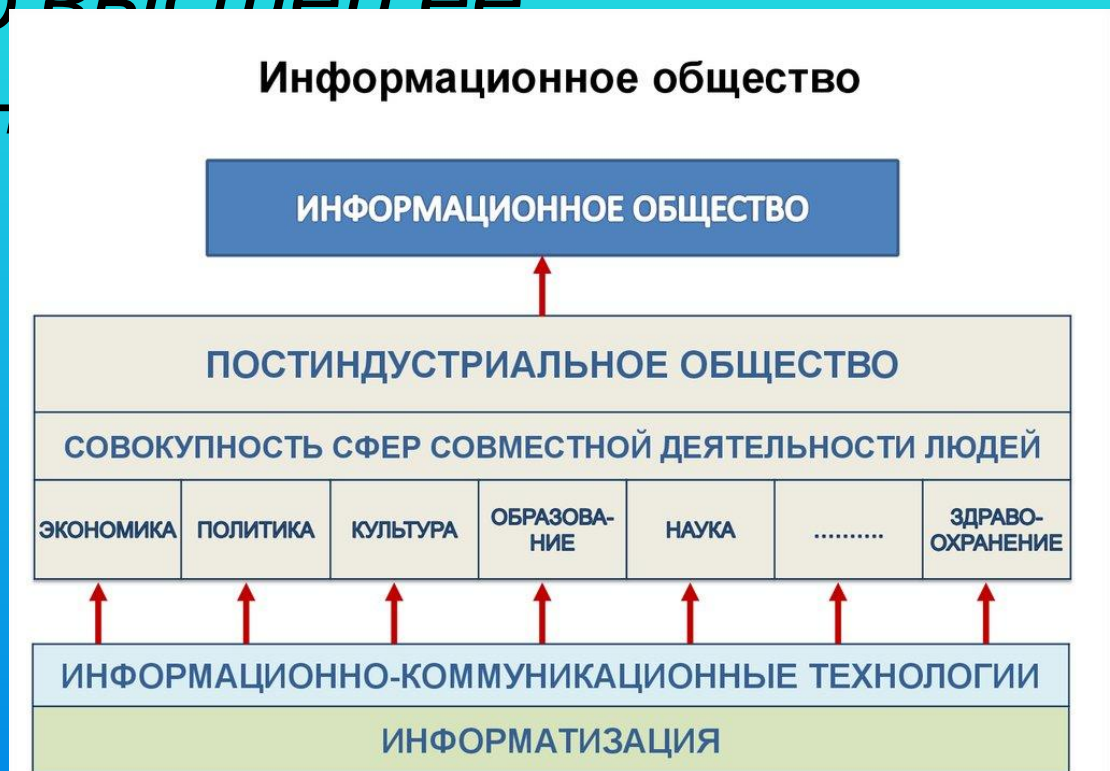 Информационное общество
ИНФОРМАЦИОННОЕ ОБЩЕСТВО
ПОСТИНДУСТРИАЛЬНОЕ ОБЩЕСТВО
СОВОКУПНОСТЬ СФЕР СОВМЕСТНОЙ ДЕЯТЕЛЬНОСТИ ЛЮДЕЙ
ЭКОНОМИКА ПОЛИТИКА КУЛЬТУРА ОБРАЗОВА-
НИЕ НАУКА .......... ЗДРАВО-
ОХРАНЕНИЕ
ИНФОРМАЦИОННО-КОММУНИКАЦИОННЫЕ ТЕХНОЛОГИИ
ИНФОРМАТИЗАЦИЯ